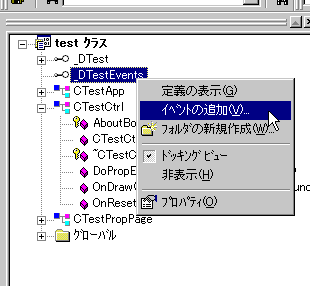 test クラス
_DTest
_DTestEvents
CTestApp
CTestCtrl
AboutBo
CTestCt
~CTestC
DoPropE
OnDraw(
OnReset
CTestPropPage
グローバル
定義の表示(G)
イベントの追加(V)...
フォルダの新規作成(W)...
ドッキング ビュー
非表示(H)
プロパティ(O)